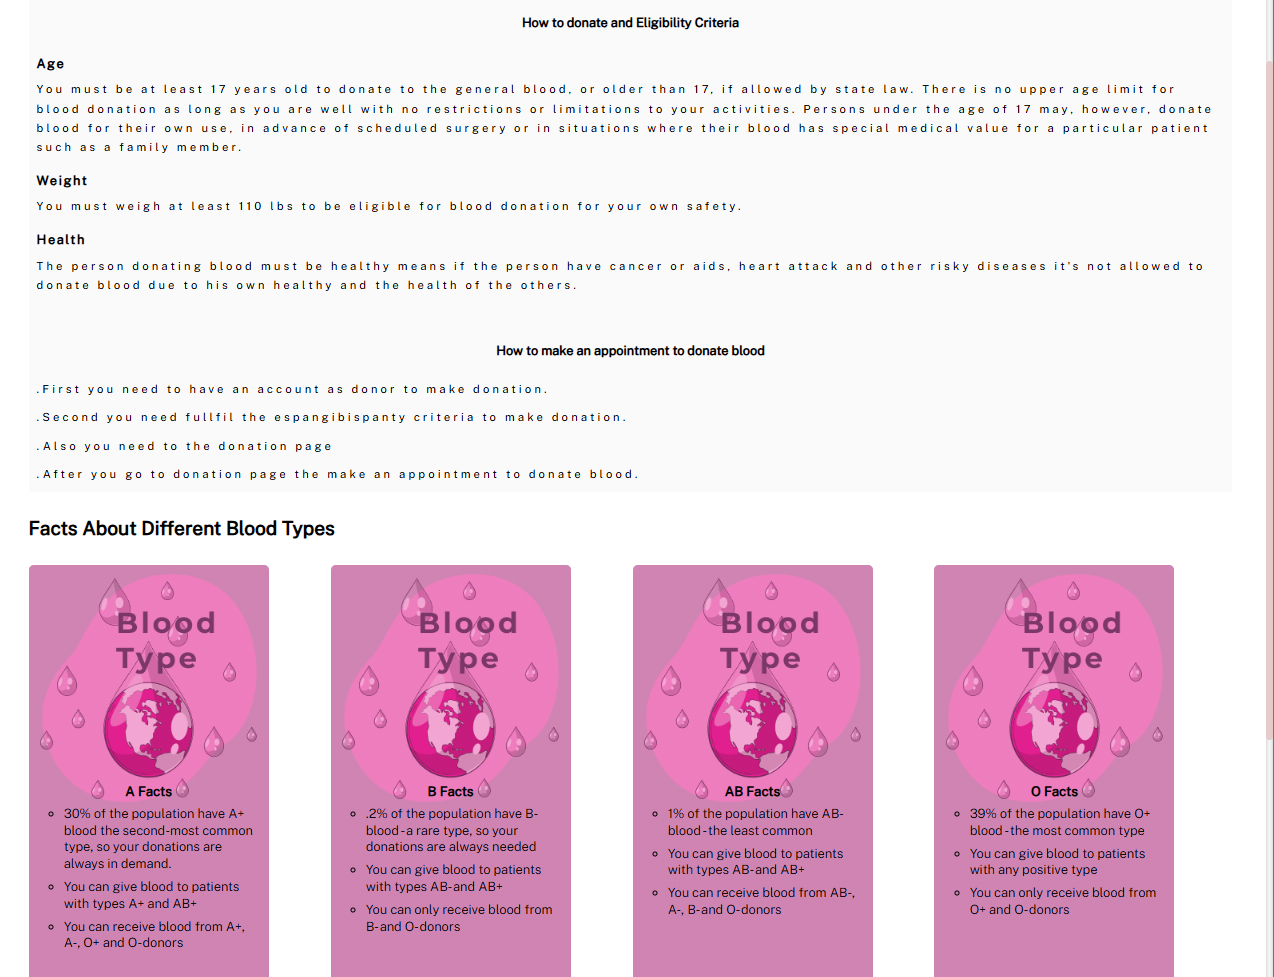 How to donate and Eligibility Criteria
Age
You must be at least 17 years old to donate to the general blood, or older than 17, if allowed by state law. There is no upper age limit for
blood donation as long as you are well with no restrictions or limitations to your activities. Persons under the age of 17 may, however, donate
blood for their own use, in advance of scheduled surgery or in situations where their blood has special medical value for a particular patient
such as a family member.
Weight
You must weigh at least 110 lbs to be eligible for blood donation for your own safety.
Health
The person donating blood must be healthy means if the person have cancer or aids, heart attack and other risky diseases it's not allowed to
donate blood due to his own healthy and the health of the others.
How to make an appointment to donate blood
.First you need to have an account as donor to make donation.
.Second you need fullfil the espangibispanty criteria to make donation.
.Also you need to the donation page
.After you go to donation page the make an appointment to donate blood.
Facts About Different Blood Types
Blood
Type
A Facts
30% of the population have A+
blood the second-most common
type, so your donations are
always in demand.
You can give blood to patients
with types A+ and AB+
You can receive blood from A+,
A-, O+ and O-donors
Blood
Type
B Facts
.2% of the population have B-
blood-a rare type, so your
donations are always needed
You can give blood to patients
with types AB-and AB+
You can only receive blood from
B-and O-donors
Blood
Type
AB Facts
1% of the population have AB-
blood-the least common
You can give blood to patients
with types AB-and AB+
You can receive blood from AB-,
A-, B-and O-donors
Blood
Type
O Facts
39% of the population have O+
blood-the most common type
You can give blood to patients
with any positive type
You can only receive blood from
O+ and O-donors